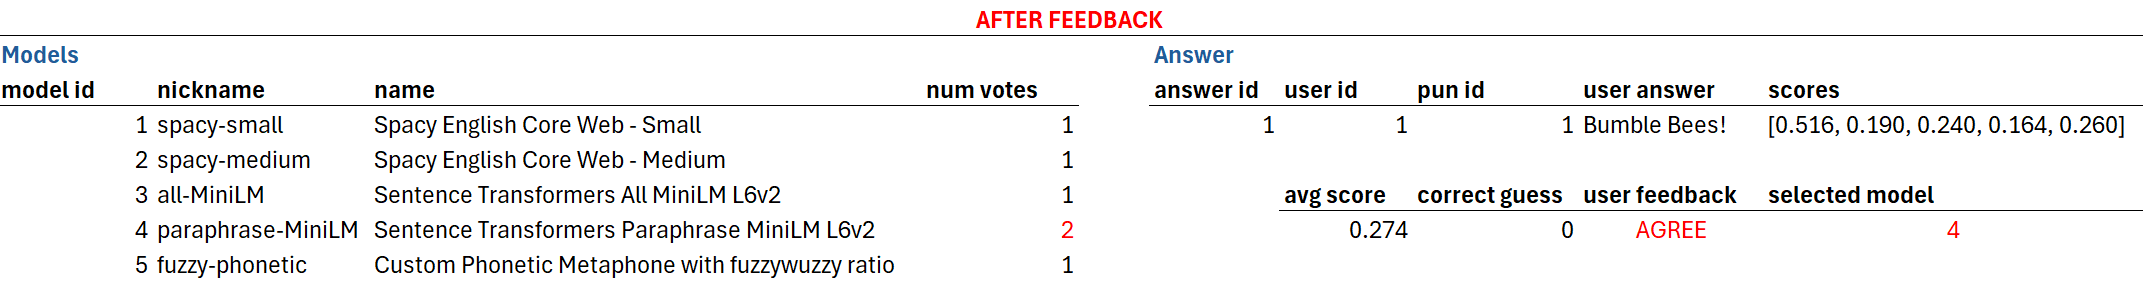 AFTER FEEDBACK
Models
model id nickname name num votes
1 spacy-small Spacy English Core Web - Small 1
2 spacy-medium Spacy English Core Web - Medium 1
3 all-MiniLM Sentence Transformers All MiniLM L6v2 1
4 paraphrase-MiniLM Sentence Transformers Paraphrase MiniLM L6v2 2
5 fuzzy-phonetic Custom Phonetic Metaphone with fuzzywuzzy ratio 1
Answer
answer id user id pun id user answer scores
1 1 1 Bumble Bees! [0.516, 0.190, 0.240, 0.164, 0.260]
avg score correct guess user feedback selected model
0.274 0 AGREE 4